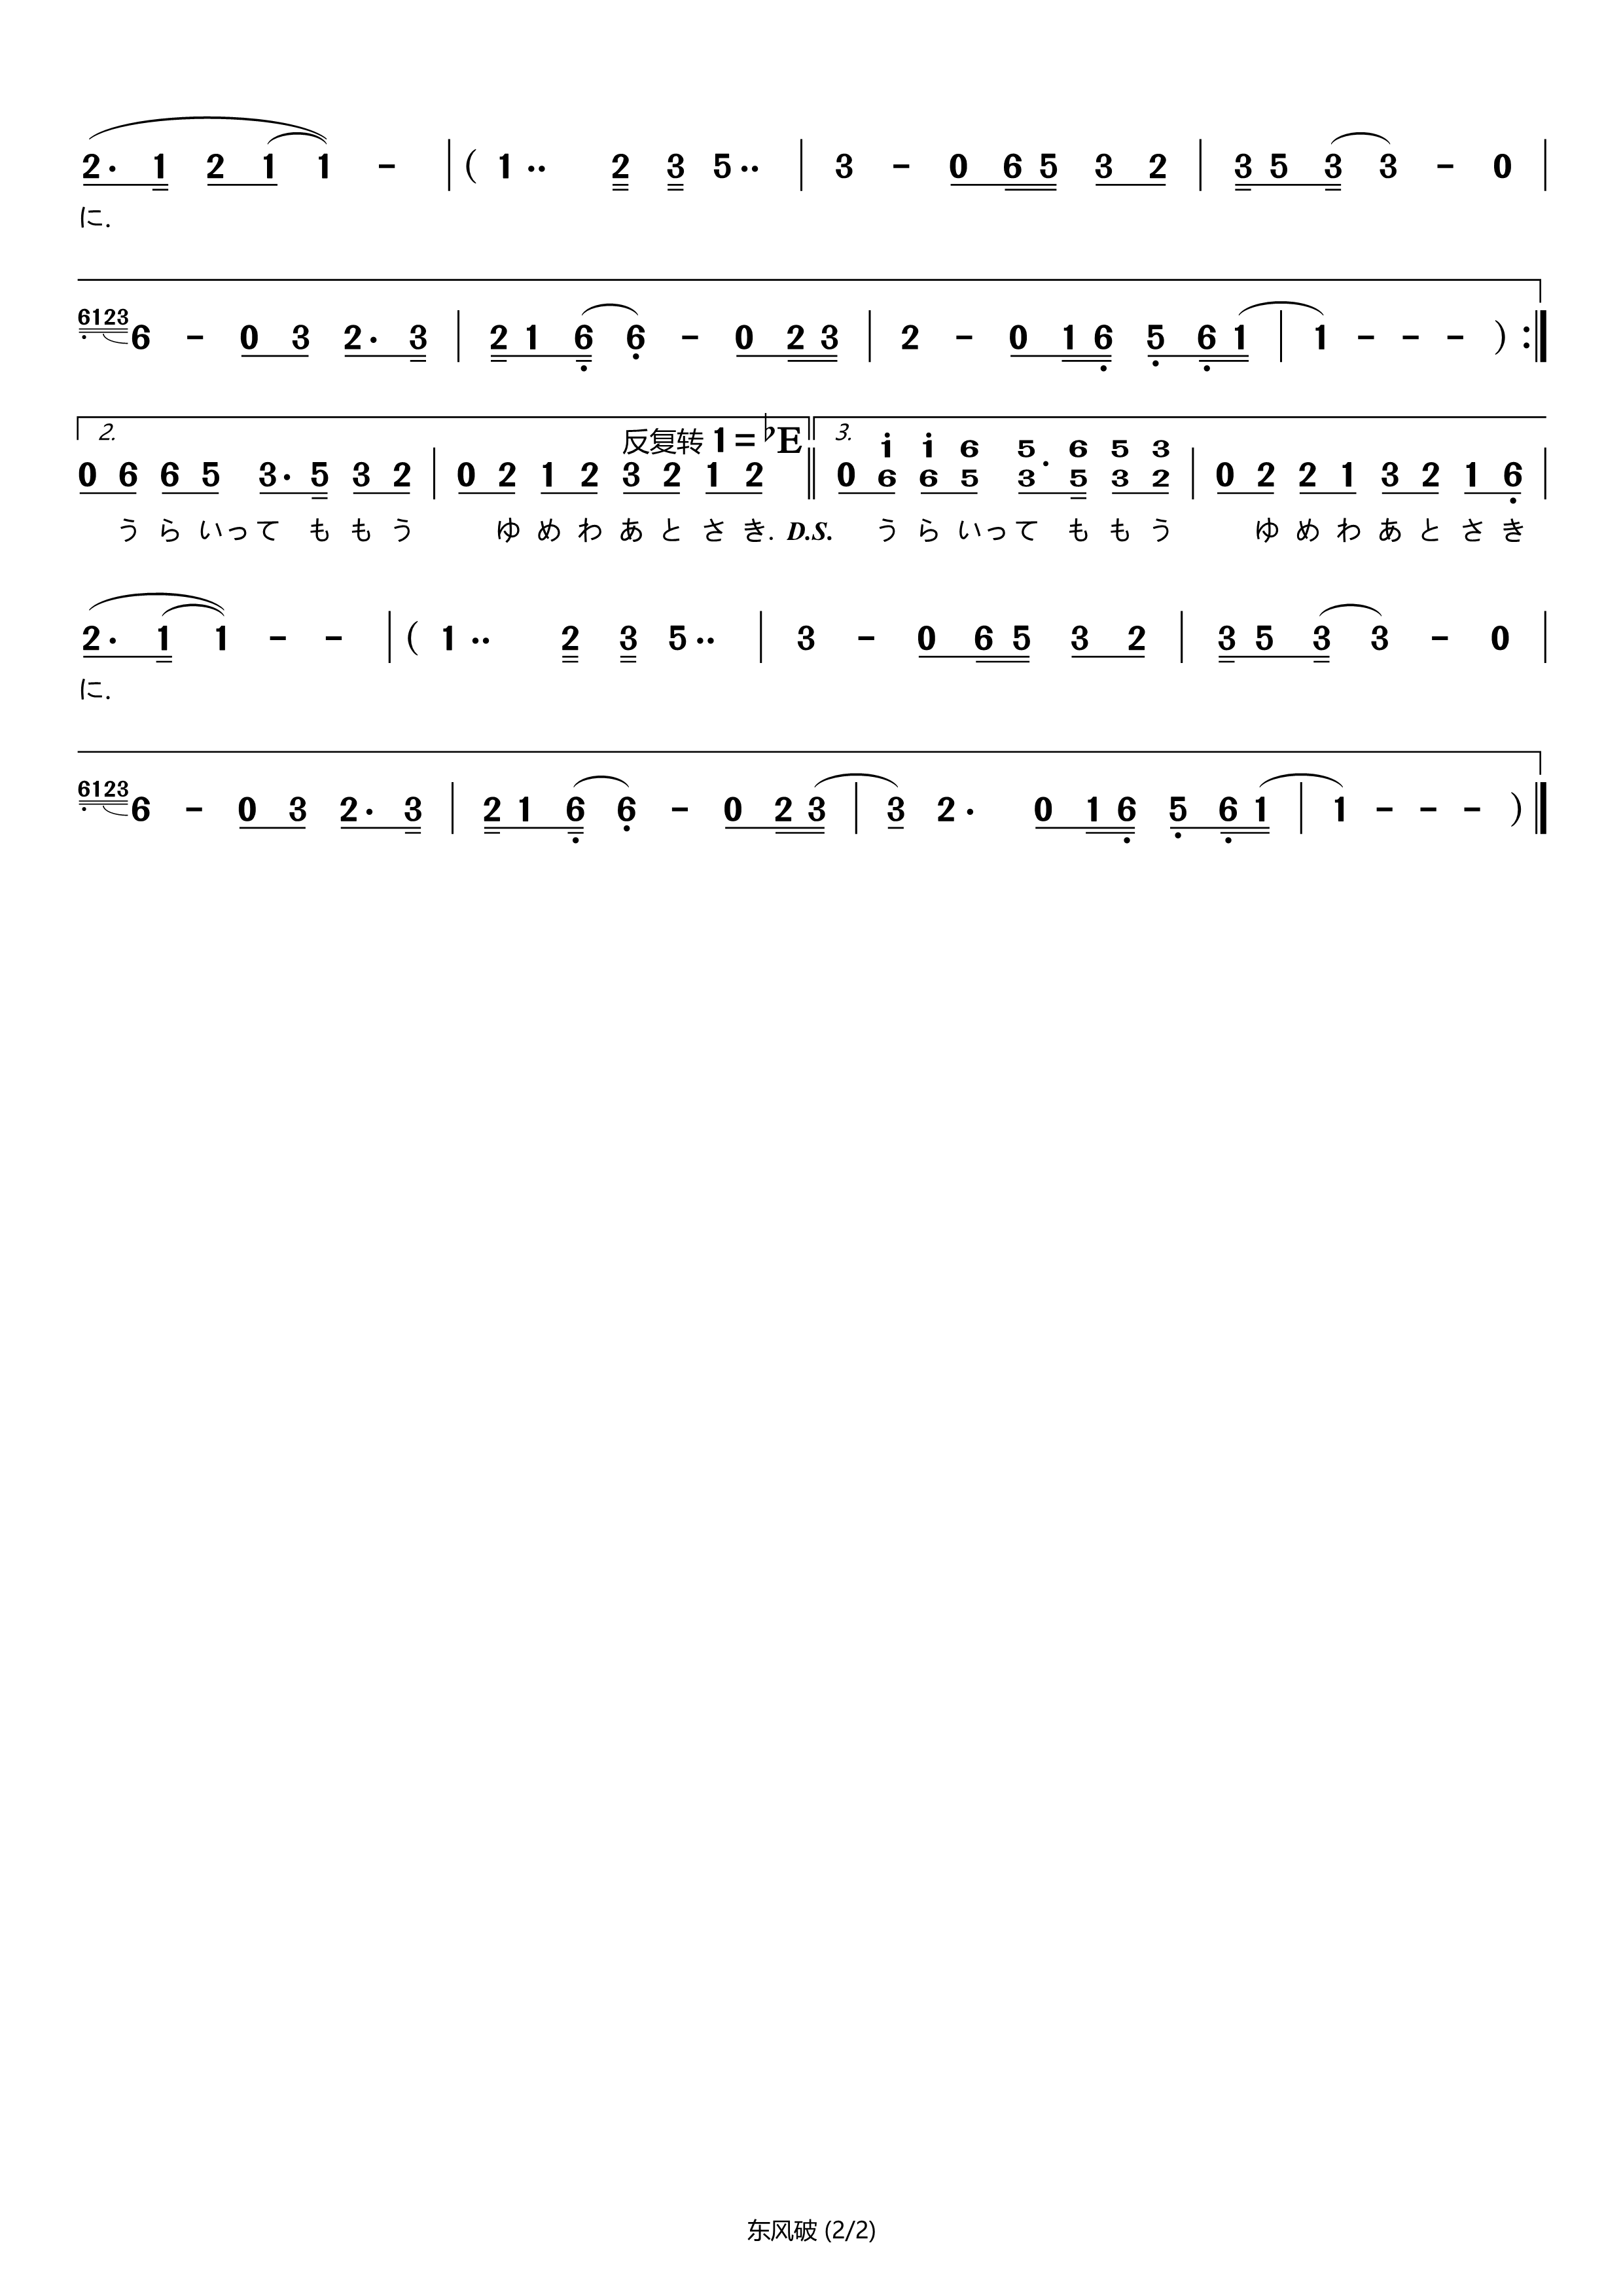 2· 1 2 1 1 - | ( 1 ·· 2 3 5·· | 3 - 0 6 5 3 2 | 3 5 3 3 - 0 |
に.
6123 6 - 0 3 2· 3 | 2 1 6 6 - 0 2 3 | 2 - 0 1 6 5 6 1 | 1 - - - ) :|
2. 反复转 1=♭E 3. i i 6 5· 6 5 3
0 6 6 5 3· 5 3 2 | 0 2 1 2 3 2 1 2 || 0 6 6 5 3 5 3 2 | 0 2 2 1 3 2 1 6 |
う ら いっ て も も う ゆ め わ あ と さ き. D.S. う ら いっ て も も う ゆ め わ あ と さ き
2· 1 1 - - | ( 1 ·· 2 3 5·· | 3 - 0 6 5 3 2 | 3 5 3 3 - 0 |
に.
6123 6 - 0 3 2· 3 | 2 1 6 6 - 0 2 3 | 3 2· 0 1 6 5 6 1 | 1 - - - ) |
东风破 (2/2)